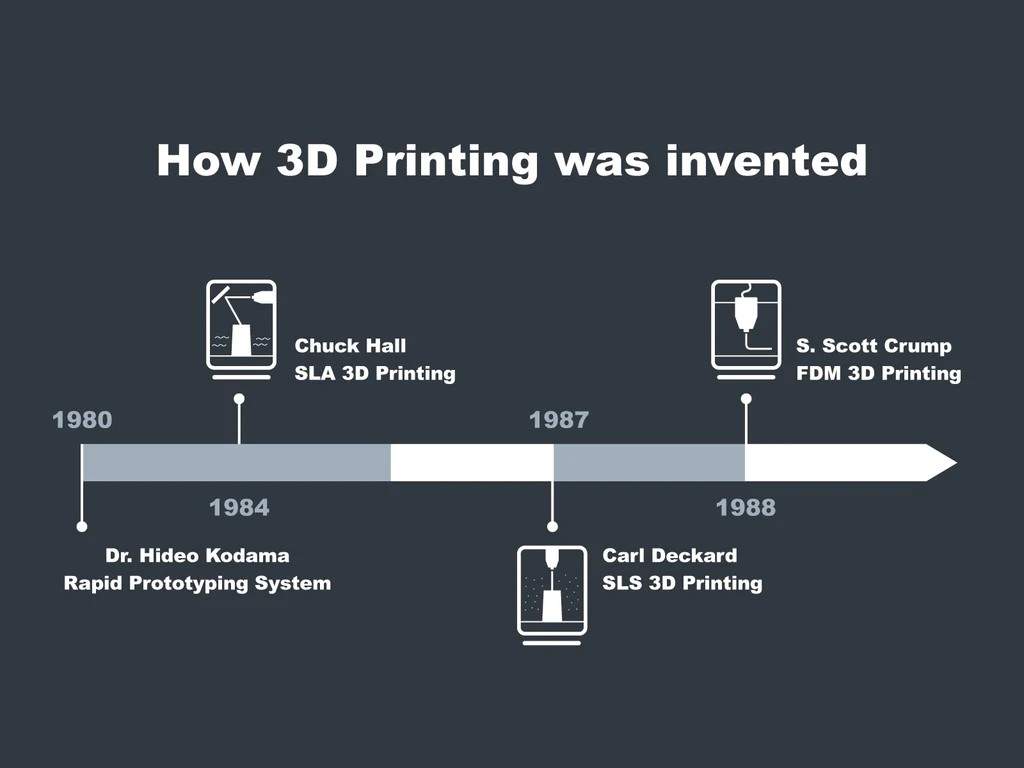 How 3D Printing was invented
Chuck Hall
SLA 3D Printing
S. Scott Crump
FDM 3D Printing
1980
1987
1984
1988
Dr. Hideo Kodama
Rapid Prototyping System
Carl Deckard
SLS 3D Printing